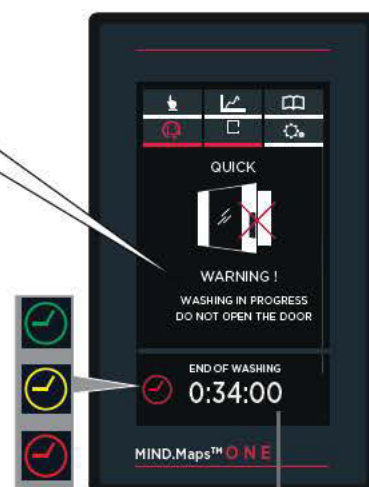 QUICK
WARNING !
WASHING IN PROGRESS
DO NOT OPEN THE DOOR
END OF WASHING
0:34:00
MIND.Maps™ ONE